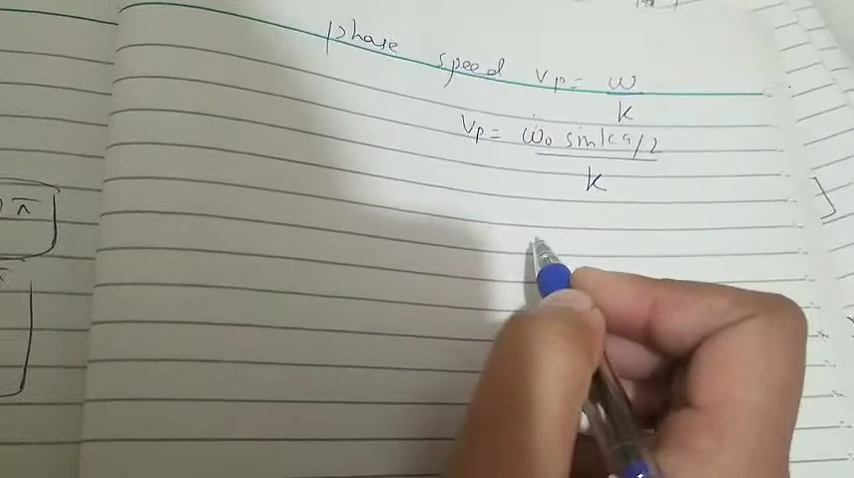 phase speed vp = ω/k
vp = ω₀ sin ka/2 / k
π